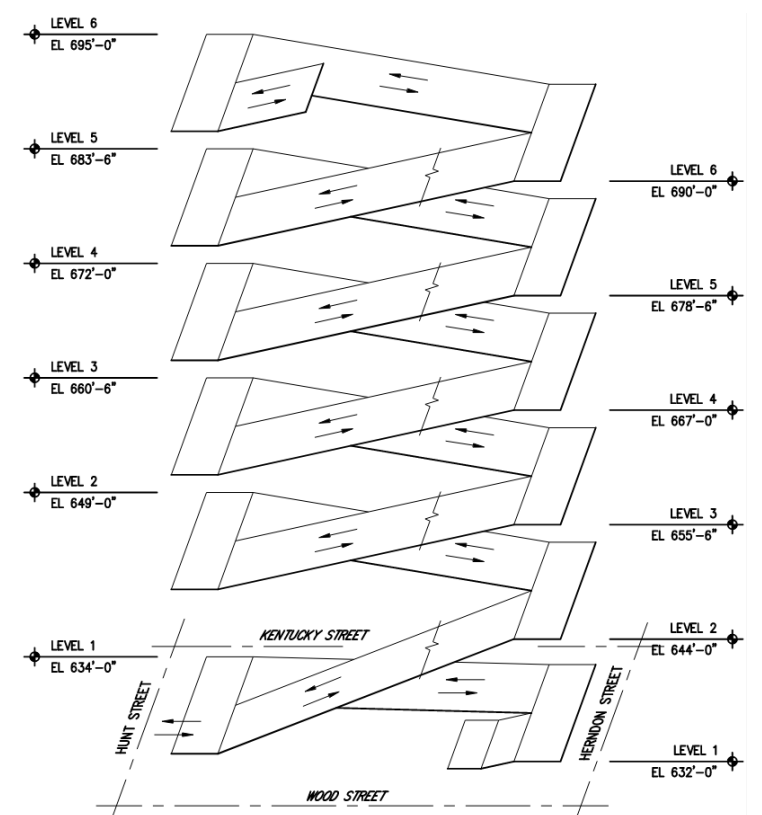 LEVEL 6
EL 695'-0"
LEVEL 5
EL 683'-6"
LEVEL 6
EL 690'-0"
LEVEL 4
EL 672'-0"
LEVEL 5
EL 678'-6"
LEVEL 3
EL 660'-6"
LEVEL 4
EL 667'-0"
LEVEL 2
EL 649'-0"
LEVEL 3
EL 655'-6"
KENTUCKY STREET
LEVEL 2
EL 644'-0"
LEVEL 1
EL 634'-0"
HUNT STREET
HERNDON STREET
LEVEL 1
EL 632'-0"
WOOD STREET